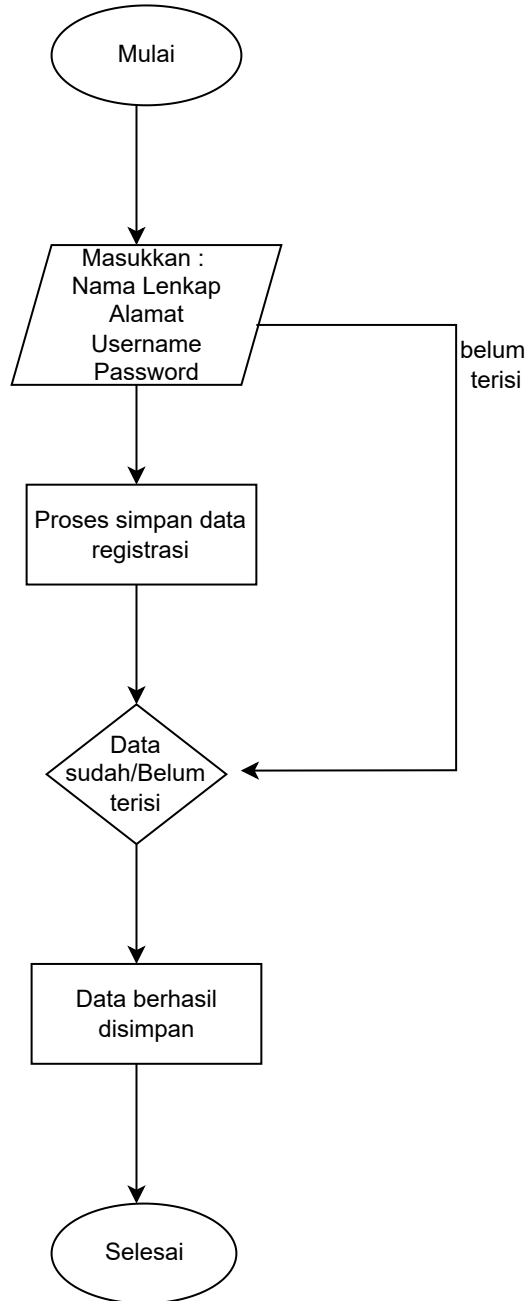 Mulai
Masukkan :
Nama Lenkap
Alamat
Username
Password
belum
terisi
Proses simpan data
registrasi
Data
sudah/Belum
terisi
Data berhasil
disimpan
Selesai